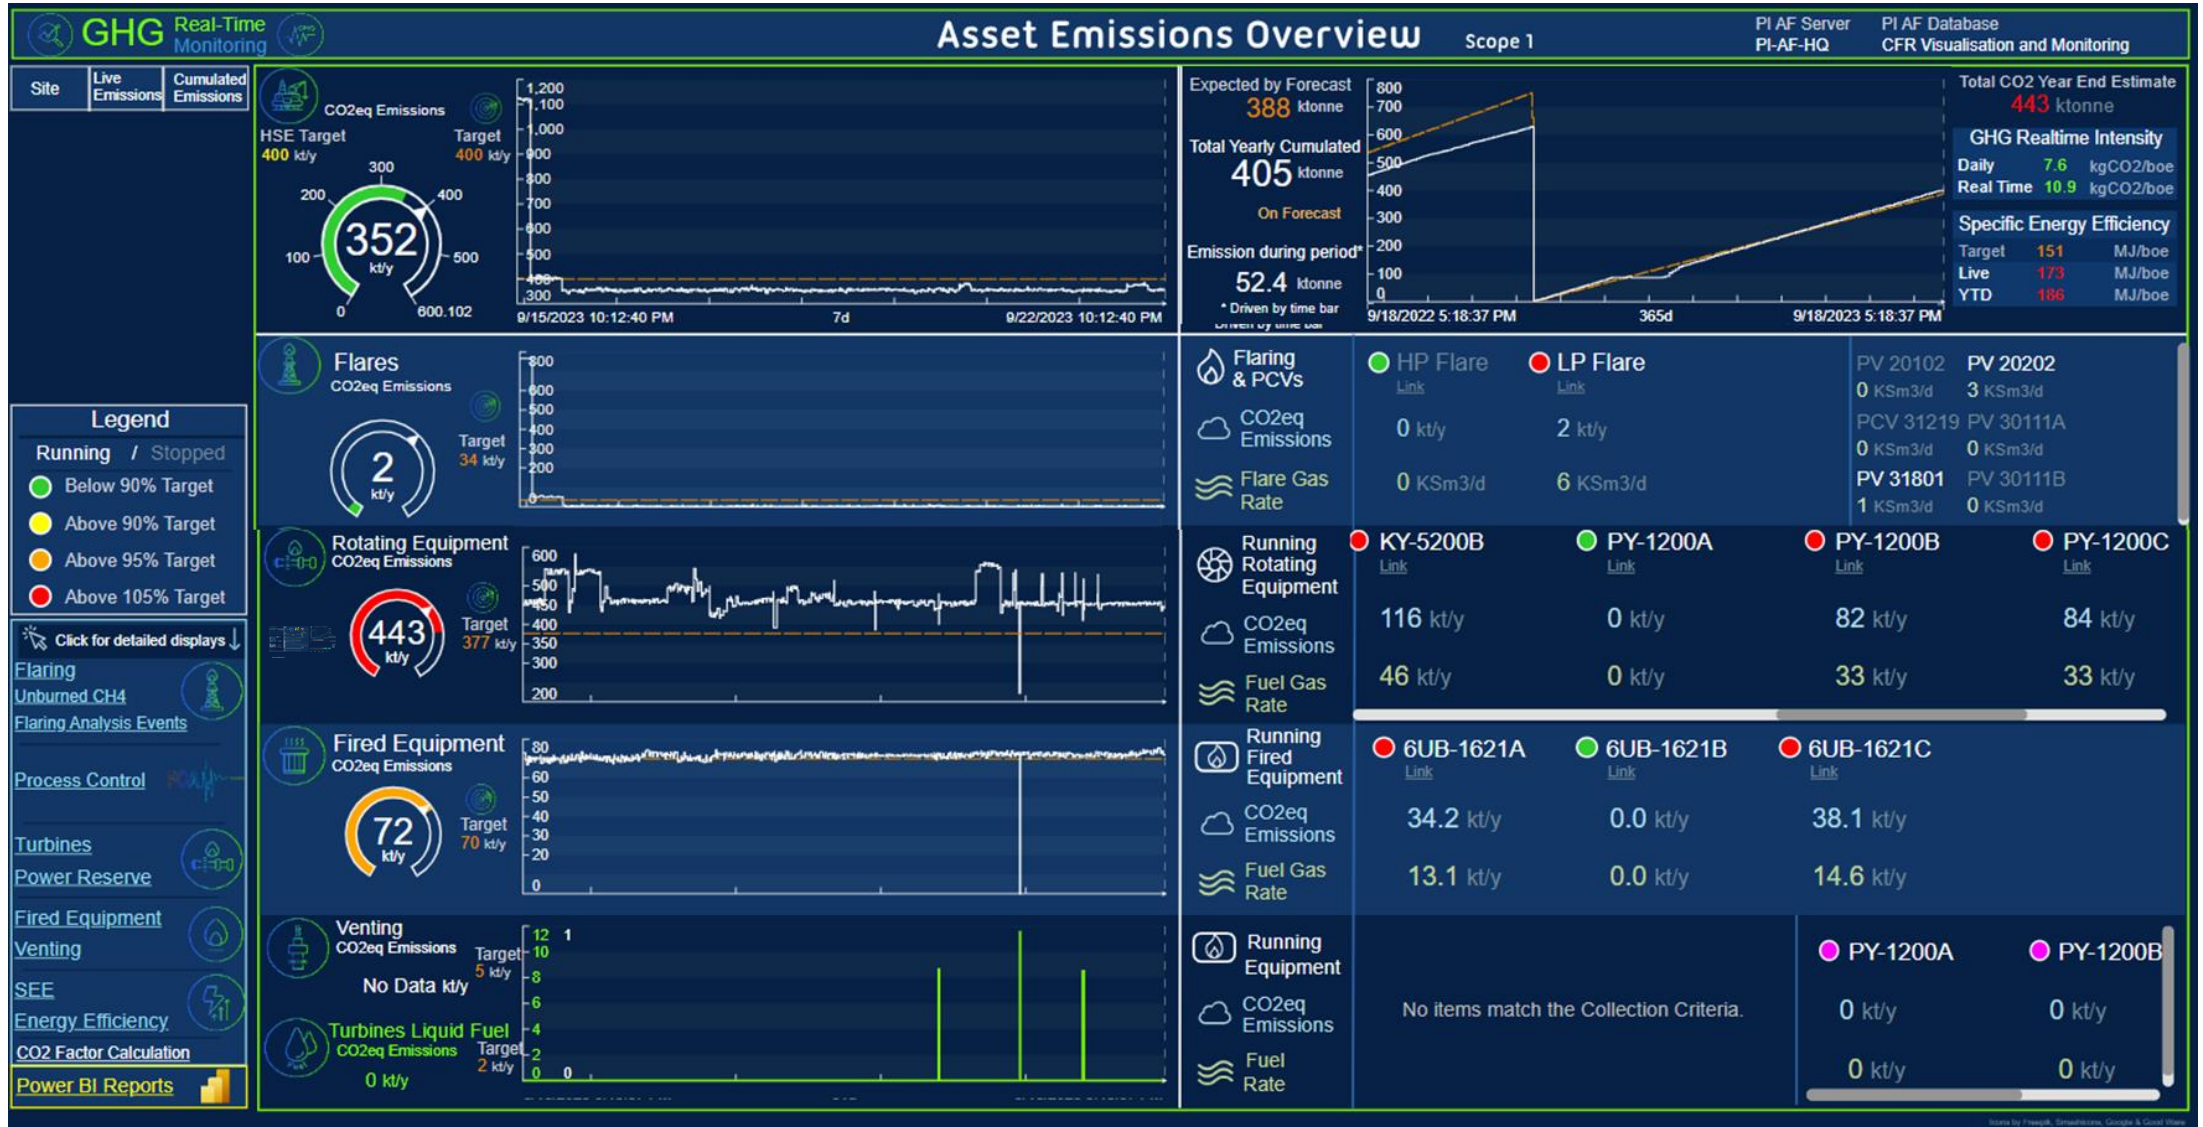 GHG Real-Time Monitoring
Asset Emissions Overview Scope 1
PI AF Server PI AF Database
PI-AF-HQ CFR Visualisation and Monitoring
Site Live Emissions Cumulated Emissions
Legend
Running / Stopped
Below 90% Target
Above 90% Target
Above 95% Target
Above 105% Target
Click for detailed displays
Flaring
Unburned CH4
Flaring Analysis Events
Process Control
Turbines
Power Reserve
Fired Equipment
Venting
SEE
Energy Efficiency
CO2 Factor Calculation
Power BI Reports
CO2eq Emissions
HSE Target
400 kt/y
Target
400 kt/y
0 100 200 300 400 500 600.102
352
kt/y
1,200
1,100
1,000
900
800
700
600
500
400
300
9/15/2023 10:12:40 PM 7d 9/22/2023 10:12:40 PM
Expected by Forecast
388 ktonne
Total Yearly Cumulated
405 ktonne
On Forecast
Emission during period*
52.4 ktonne
* Driven by time bar
Driven by time bar
800
700
600
500
400
300
200
100
0
9/18/2022 5:18:37 PM 365d 9/18/2023 5:18:37 PM
Total CO2 Year End Estimate
443 ktonne
GHG Realtime Intensity
Daily 7.6 kgCO2/boe
Real Time 10.9 kgCO2/boe
Specific Energy Efficiency
Target 151 MJ/boe
Live 173 MJ/boe
YTD 186 MJ/boe
Flares
CO2eq Emissions
2
kt/y
Target
34 kt/y
800
600
500
400
300
200
0
Flaring
& PCVs
CO2eq
Emissions
Flare Gas
Rate
HP Flare LP Flare
Link Link
0 kt/y 2 kt/y
0 KSm3/d 6 KSm3/d
PV 20102 PV 20202
0 KSm3/d 3 KSm3/d
PCV 31219 PV 30111A
0 KSm3/d 0 KSm3/d
PV 31801 PV 30111B
1 KSm3/d 0 KSm3/d
Rotating Equipment
CO2eq Emissions
443
kt/y
Target
377 kt/y
600
500
450
400
350
300
200
Running
Rotating
Equipment
CO2eq
Emissions
Fuel Gas
Rate
KY-5200B PY-1200A PY-1200B PY-1200C
Link Link Link Link
116 kt/y 0 kt/y 82 kt/y 84 kt/y
46 kt/y 0 kt/y 33 kt/y 33 kt/y
Fired Equipment
CO2eq Emissions
72
kt/y
Target
70 kt/y
80
60
50
40
30
20
0
Running
Fired
Equipment
CO2eq
Emissions
Fuel Gas
Rate
6UB-1621A 6UB-1621B 6UB-1621C
Link Link Link
34.2 kt/y 0.0 kt/y 38.1 kt/y
13.1 kt/y 0.0 kt/y 14.6 kt/y
Venting
CO2eq Emissions
No Data kt/y
Target
5 kt/y
Turbines Liquid Fuel
CO2eq Emissions
0 kt/y
Target
2 kt/y
12 1
10
8
6
4
2
0 0
Running
Equipment
CO2eq
Emissions
Fuel
Rate
No items match the Collection Criteria.
PY-1200A PY-1200B
0 kt/y 0 kt/y
0 kt/y 0 kt/y
Icons by Freepik, Smashicons, Google & Good Ware